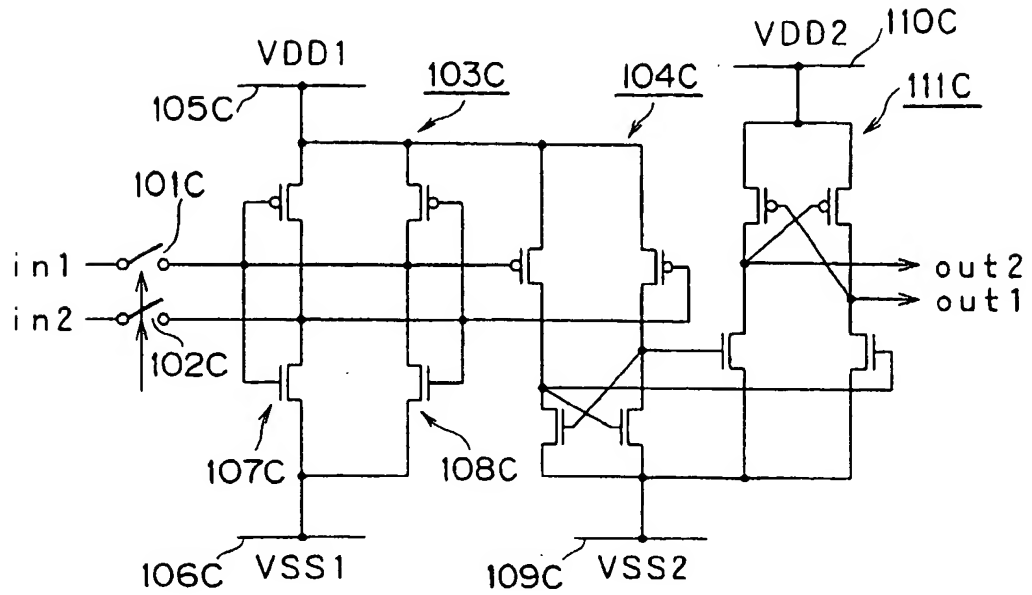 VDD1
105C
103C
104C
VDD2
110C
111C
101C
in1
in2
102C
out2
out1
107C
108C
106C
VSS1
109C
VSS2